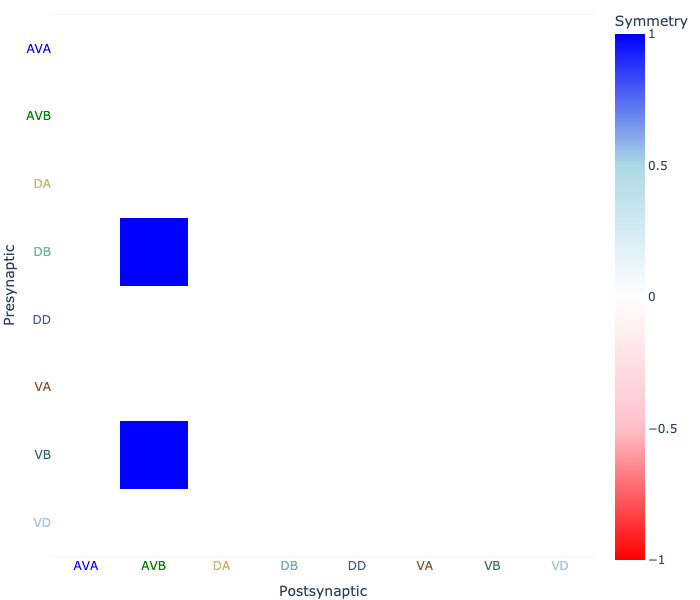 Symmetry
1
0.5
0
−0.5
−1
Presynaptic
AVA
AVB
DA
DB
DD
VA
VB
VD
AVA AVB DA DB DD VA VB VD
Postsynaptic